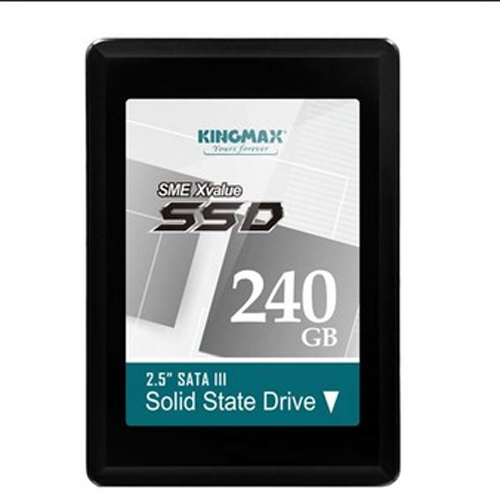 KINGMAX
Yours forever
SME Xvalue
SSD
240
GB
2.5" SATA III
Solid State Drive